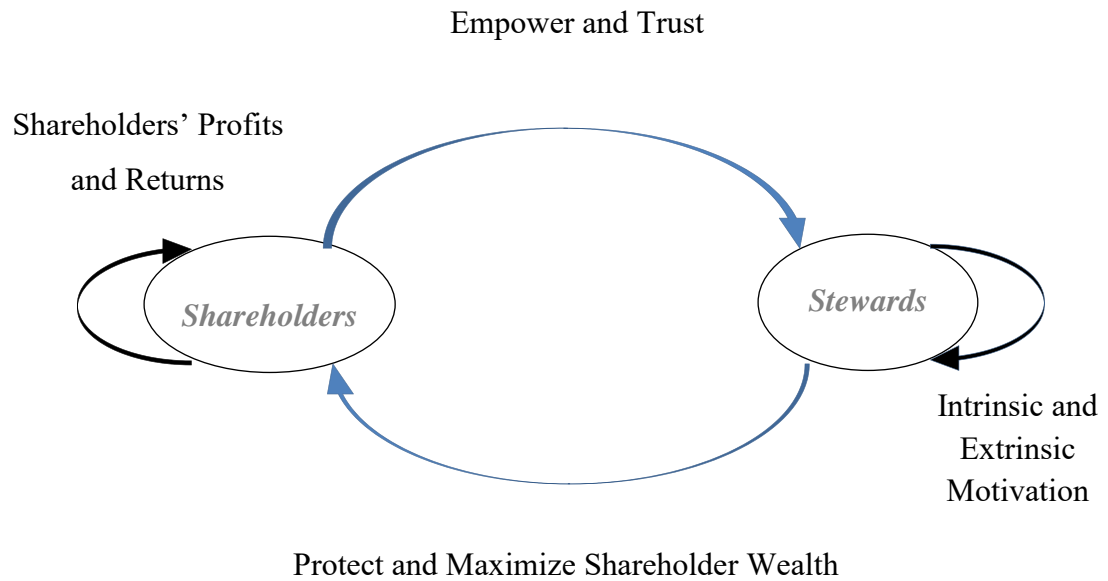 Empower and Trust
Shareholders’ Profits
and Returns
Shareholders
Stewards
Intrinsic and
Extrinsic
Motivation
Protect and Maximize Shareholder Wealth